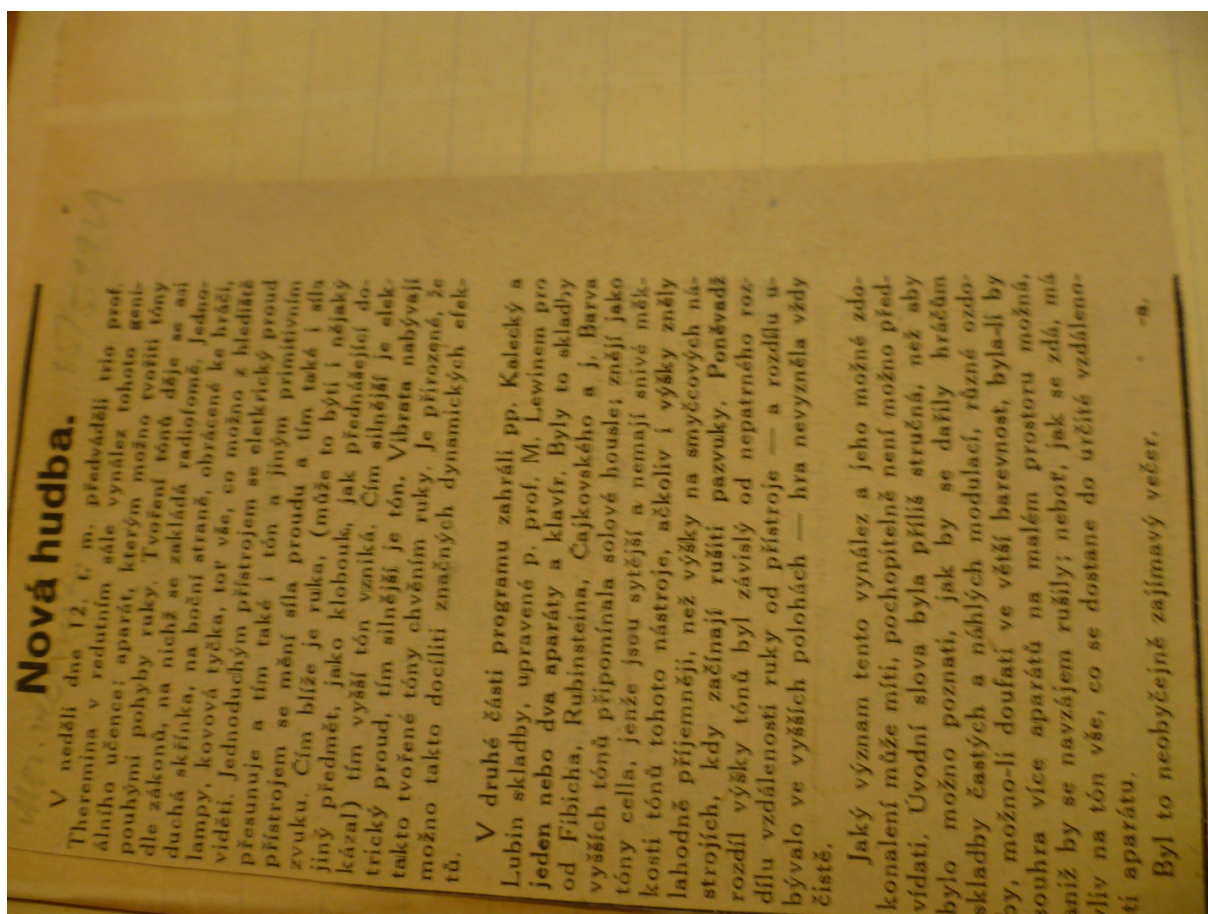 Nová hudba.
V neděli dne 12. t. m. předváděli trio prof.
Theremina v redutním sále vynález tohoto geni-
álního učence; aparát, kterým možno tvořiti tóny
pouhými pohyby ruky. Tvoření tónů děje se asi
dle zákonů, na nichž se zakládá radiofonie. Jedno-
duchá skřínka, na boční straně, obrácené ke hráči,
lampy, kovová tyčka, toť vše, co možno z hlediště
viděti. Jednoduchým přístrojem se eletkrický proud
přesunuje a tím také i tón a jiným primitivním
přístrojem se mění síla proudu a tím také i síla
zvuku. Čím blíže je ruka, (může to býti i nějaký
jiný předmět, jako klobouk, jak přednášející do-
kázal) tím vyšší tón vzniká. Čím silnější je elek-
trický proud, tím silnější je tón. Vibrata nabývají
takto tvořené tóny chvěním ruky. Je přirozené, že
možno takto docíliti značných dynamických efek-
tů.
V druhé části programu zahráli pp. Kalecký a
Lubin skladby, upravené p. prof. M. Lewinem pro
jeden nebo dva aparáty a klavír. Byly to skladby
od Fibicha, Rubinsteina, Čajkovského a j. Barva
vyšších tónů připomínala solové housle; znějí jako
tóny cella, jenže jsou sytější a nemají snivé měk-
kosti tónů tohoto nástroje, ačkoliv i výšky zněly
lahodně příjemněji, než výšky na smyčcových ná-
strojích, kdy začínají rušiti pazvuky. Poněvadž
rozdíl výšky tónů byl závislý od nepatrného roz-
dílu vzdálenosti ruky od přístroje — a rozdílu u-
bývalo ve vyšších polohách — hra nevyzněla vždy
čistě.
Jaký význam tento vynález a jeho možné zdo-
konalení může míti, pochopitelně není možno před-
vídati. Úvodní slova byla příliš stručná, než aby
bylo možno poznati, jak by se dařily hráčům
skladby častých a náhlých modulací, různé ozdo-
by, možno-li doufati ve větší barevnost, byla-li by
souhra více aparátů na malém prostoru možná,
aniž by se navzájem rušily; neboť, jak se zdá, má
vliv na tón vše, co se dostane do určité vzdáleno-
ti aparátu.
Byl to neobyčejně zajímavý večer.
-a.